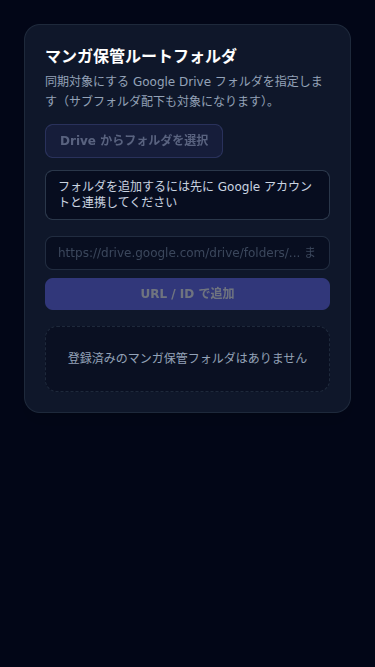 マンガ保管ルートフォルダ
同期対象にする Google Drive フォルダを指定しま
す（サブフォルダ配下も対象になります）。
Drive からフォルダを選択
フォルダを追加するには先に Google アカウン
トと連携してください
https://drive.google.com/drive/folders/... ま
URL / ID で追加
登録済みのマンガ保管フォルダはありません